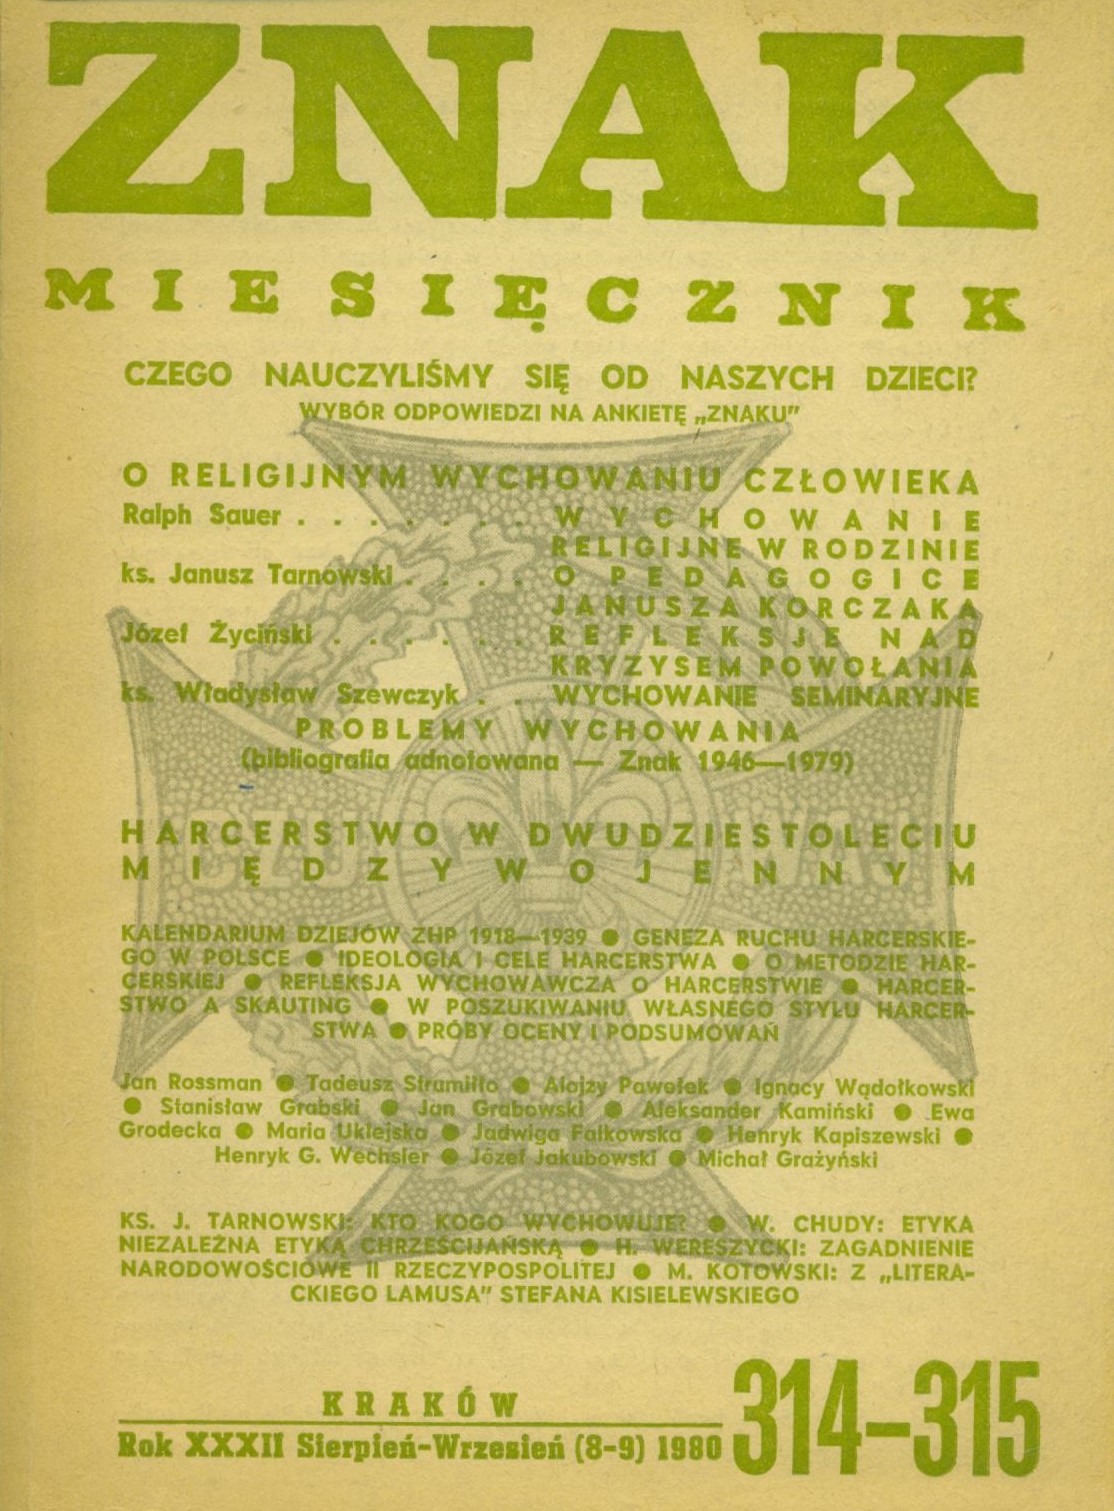 ZNAK
MIESIĘCZNIK
CZEGO NAUCZYLIŚMY SIĘ OD NASZYCH DZIECI?
WYBÓR ODPOWIEDZI NA ANKIETĘ „ZNAKU”
O RELIGIJNYM WYCHOWANIU CZŁOWIEKA
Ralph Sauer . . . . . . . WYCHOWANIE
RELIGIJNE W RODZINIE
ks. Janusz Tarnowski . . . . O PEDAGOGICE
JANUSZA KORCZAKA
Józef Życiński . . . . . . REFLEKSJE NAD
KRYZYSEM POWOŁANIA
ks. Władysław Szewczyk . . WYCHOWANIE SEMINARYJNE
PROBLEMY WYCHOWANIA
(bibliografia adnotowana — Znak 1946—1979)
HARCERSTWO W DWUDZIESTOLECIU
MIĘDZYWOJENNYM
KALENDARIUM DZIEJÓW ZHP 1918—1939 ● GENEZA RUCHU HARCERSKIE-
GO W POLSCE ● IDEOLOGIA I CELE HARCERSTWA ● O METODZIE HAR-
CERSKIEJ ● REFLEKSJA WYCHOWAWCZA O HARCERSTWIE ● HARCER-
STWO A SKAUTING ● W POSZUKIWANIU WŁASNEGO STYLU HARCER-
STWA ● PRÓBY OCENY I PODSUMOWAŃ
Jan Rossman ● Tadeusz Strumiłło ● Alojzy Pawełek ● Ignacy Wądołkowski
● Stanisław Grabski ● Jan Grabowski ● Aleksander Kamiński ● Ewa
Grodecka ● Maria Uklejska ● Jadwiga Falkowska ● Henryk Kapiszewski ●
Henryk G. Wechsler ● Józef Jakubowski ● Michał Grażyński
KS. J. TARNOWSKI: KTO KOGO WYCHOWUJE? ● W. CHUDY: ETYKA
NIEZALEŻNA ETYKĄ CHRZEŚCIJAŃSKĄ ● H. WERESZYCKI: ZAGADNIENIE
NARODOWOŚCIOWE II RZECZYPOSPOLITEJ ● M. KOTOWSKI: Z „LITERA-
CKIEGO LAMUSA” STEFANA KISIELEWSKIEGO
KRAKÓW
Rok XXXII Sierpień-Wrzesień (8-9) 1980
314—315
CZU
WAJ